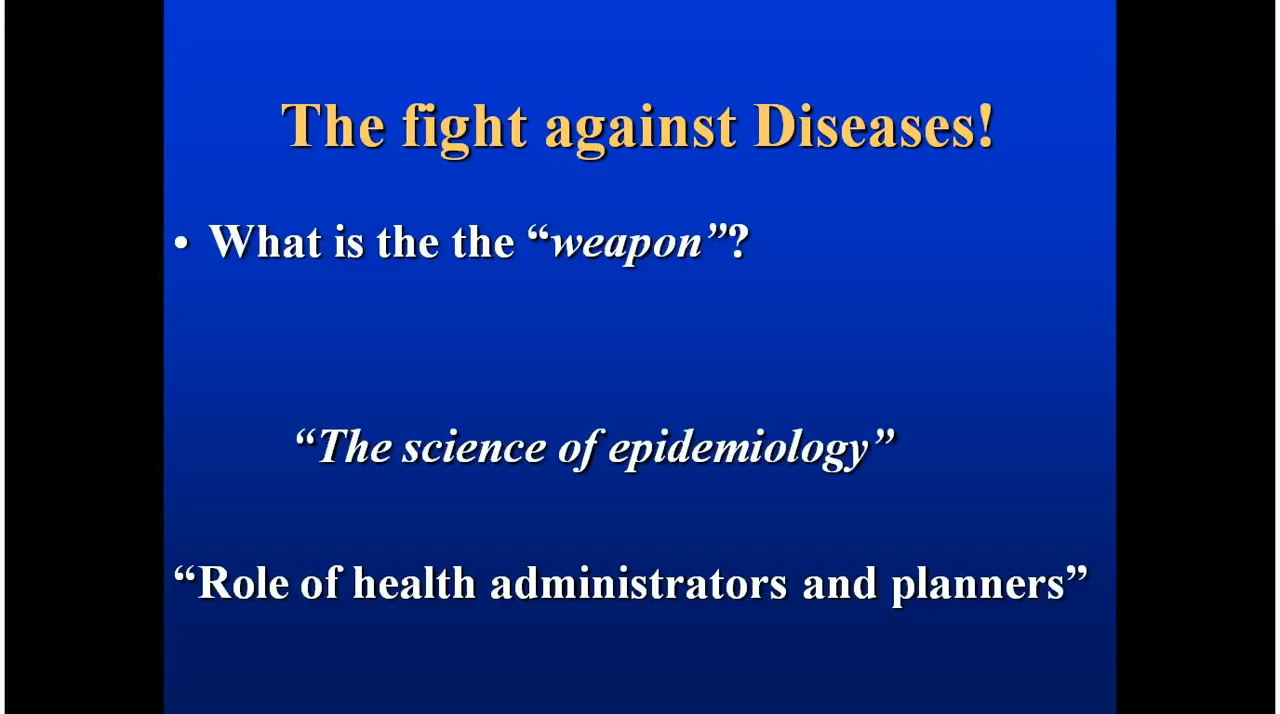 The fight against Diseases!
• What is the the “weapon”?
“The science of epidemiology”
“Role of health administrators and planners”